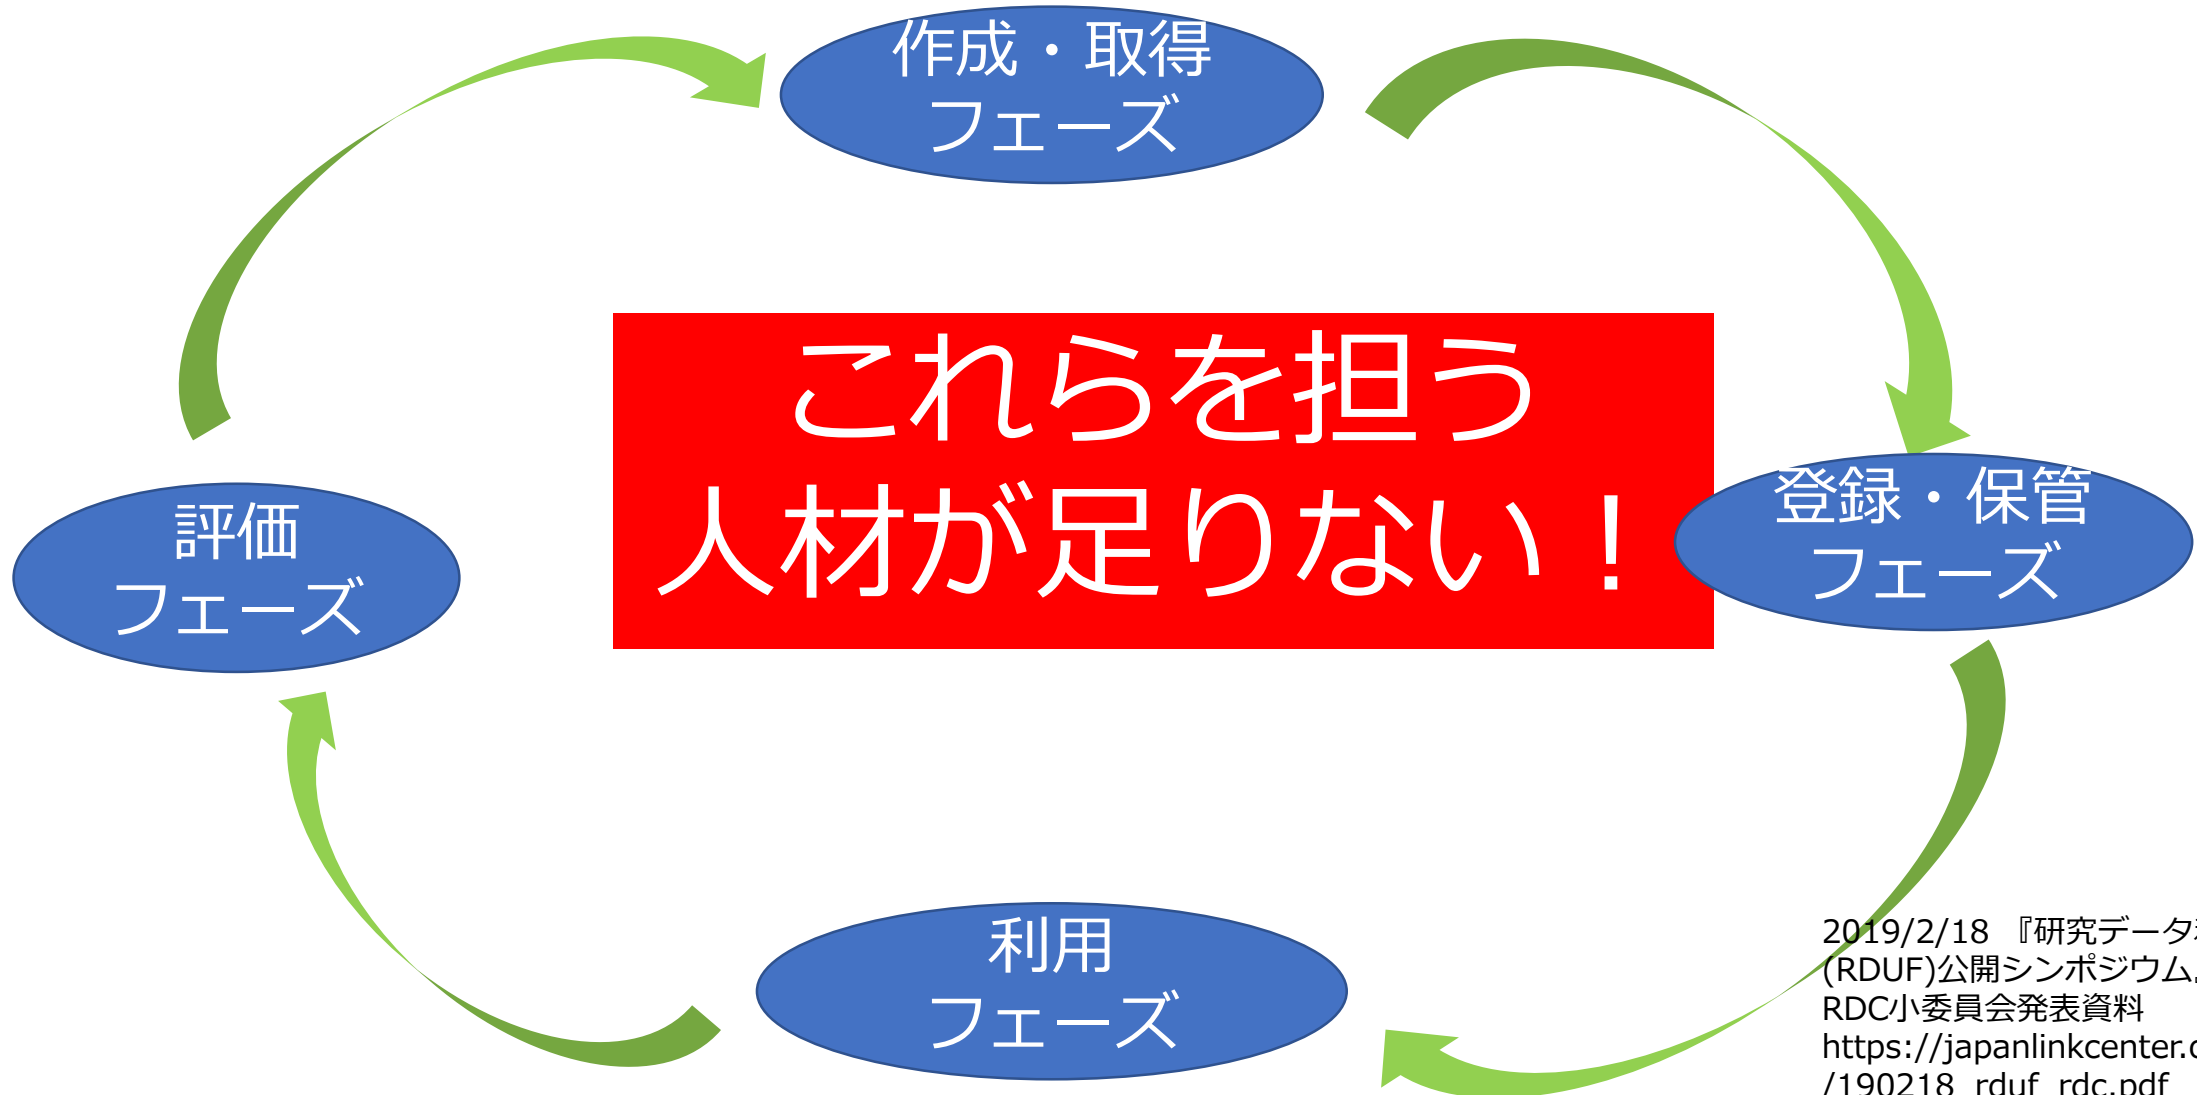 作成・取得
フェーズ
これらを担う
人材が足りない！
登録・保管
フェーズ
評価
フェーズ
利用
フェーズ
2019/2/18 『研究データ
(RDUF)公開シンポジウム
RDC小委員会発表資料
https://japanlinkcenter.
/190218_rduf_rdc.pdf